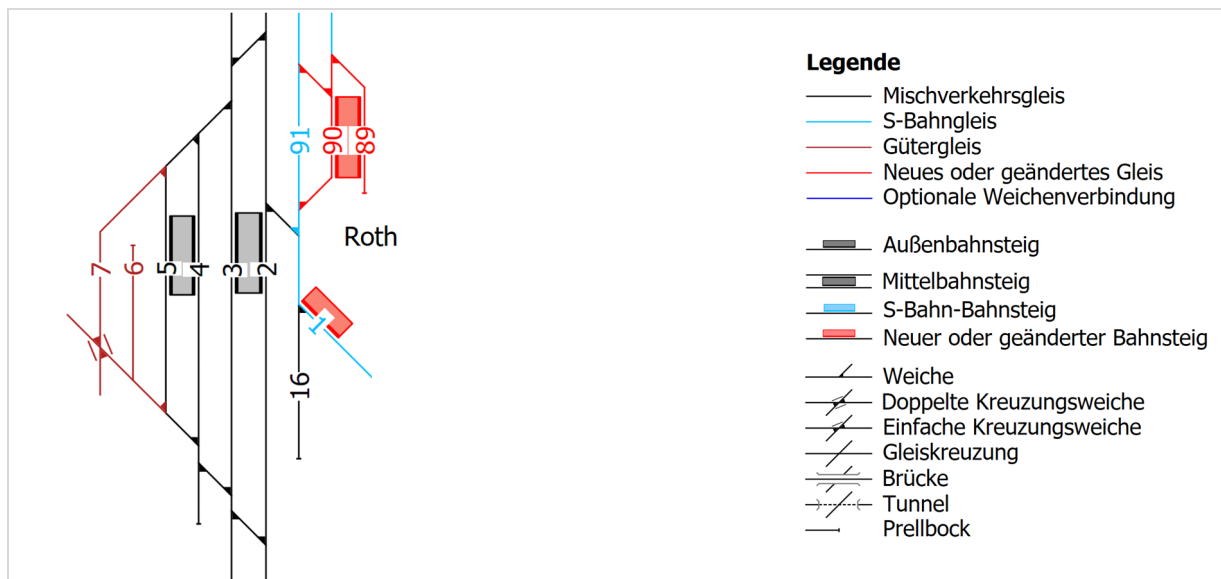 91
90
89
Roth
7
6
5
4
3
2
1
16
Legende
Mischverkehrsgleis
S-Bahngleis
Gütergleis
Neues oder geändertes Gleis
Optionale Weichenverbindung
Außenbahnsteig
Mittelbahnsteig
S-Bahn-Bahnsteig
Neuer oder geänderter Bahnsteig
Weiche
Doppelte Kreuzungsweiche
Einfache Kreuzungsweiche
Gleiskreuzung
Brücke
Tunnel
Prellbock